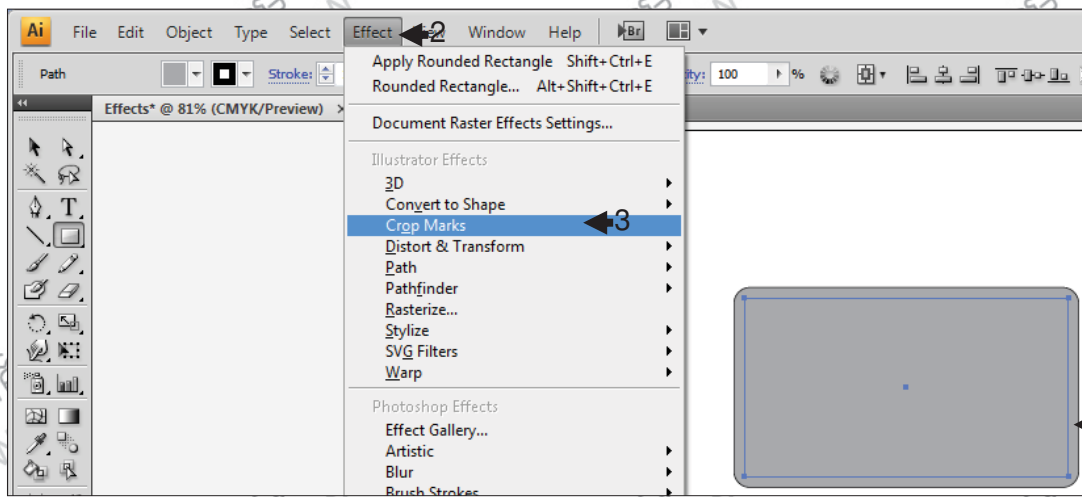 Ai File Edit Object Type Select Effect 2 Window Help Br
Path Stroke: 100 %
Effects* @ 81% (CMYK/Preview) ×
Apply Rounded Rectangle Shift+Ctrl+E
Rounded Rectangle... Alt+Shift+Ctrl+E
Document Raster Effects Settings...
Illustrator Effects
3D
Convert to Shape
Crop Marks 3
Distort & Transform
Path
Pathfinder
Rasterize...
Stylize
SVG Filters
Warp
Photoshop Effects
Effect Gallery...
Artistic
Blur
Brush Strokes